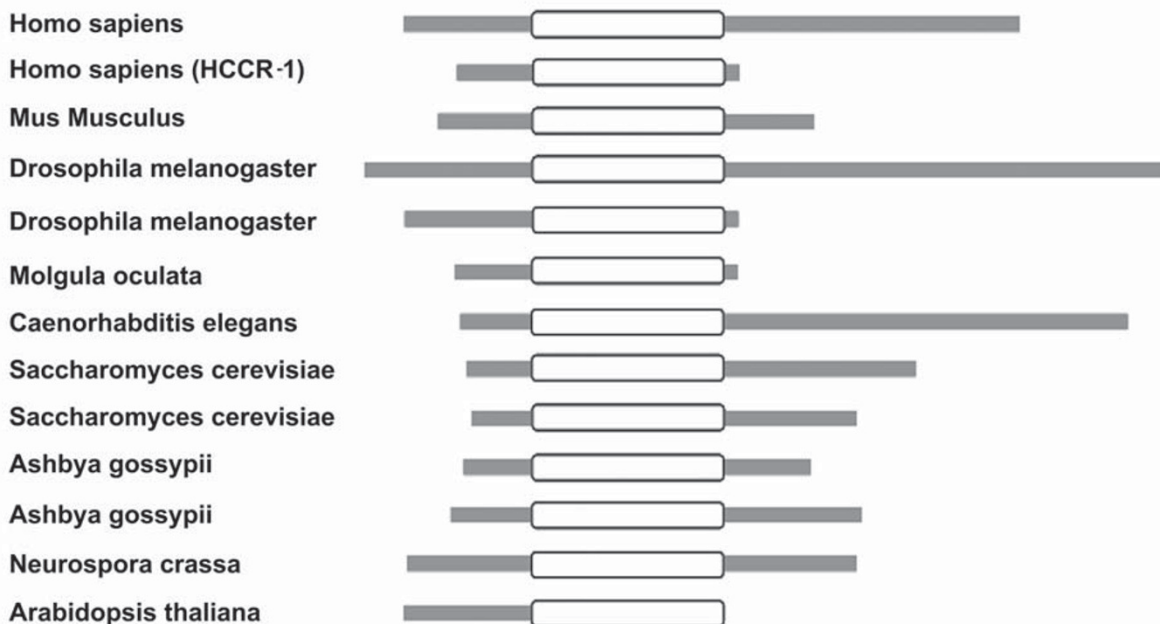 Homo sapiens
Homo sapiens (HCCR-1)
Mus Musculus
Drosophila melanogaster
Drosophila melanogaster
Molgula oculata
Caenorhabditis elegans
Saccharomyces cerevisiae
Saccharomyces cerevisiae
Ashbya gossypii
Ashbya gossypii
Neurospora crassa
Arabidopsis thaliana